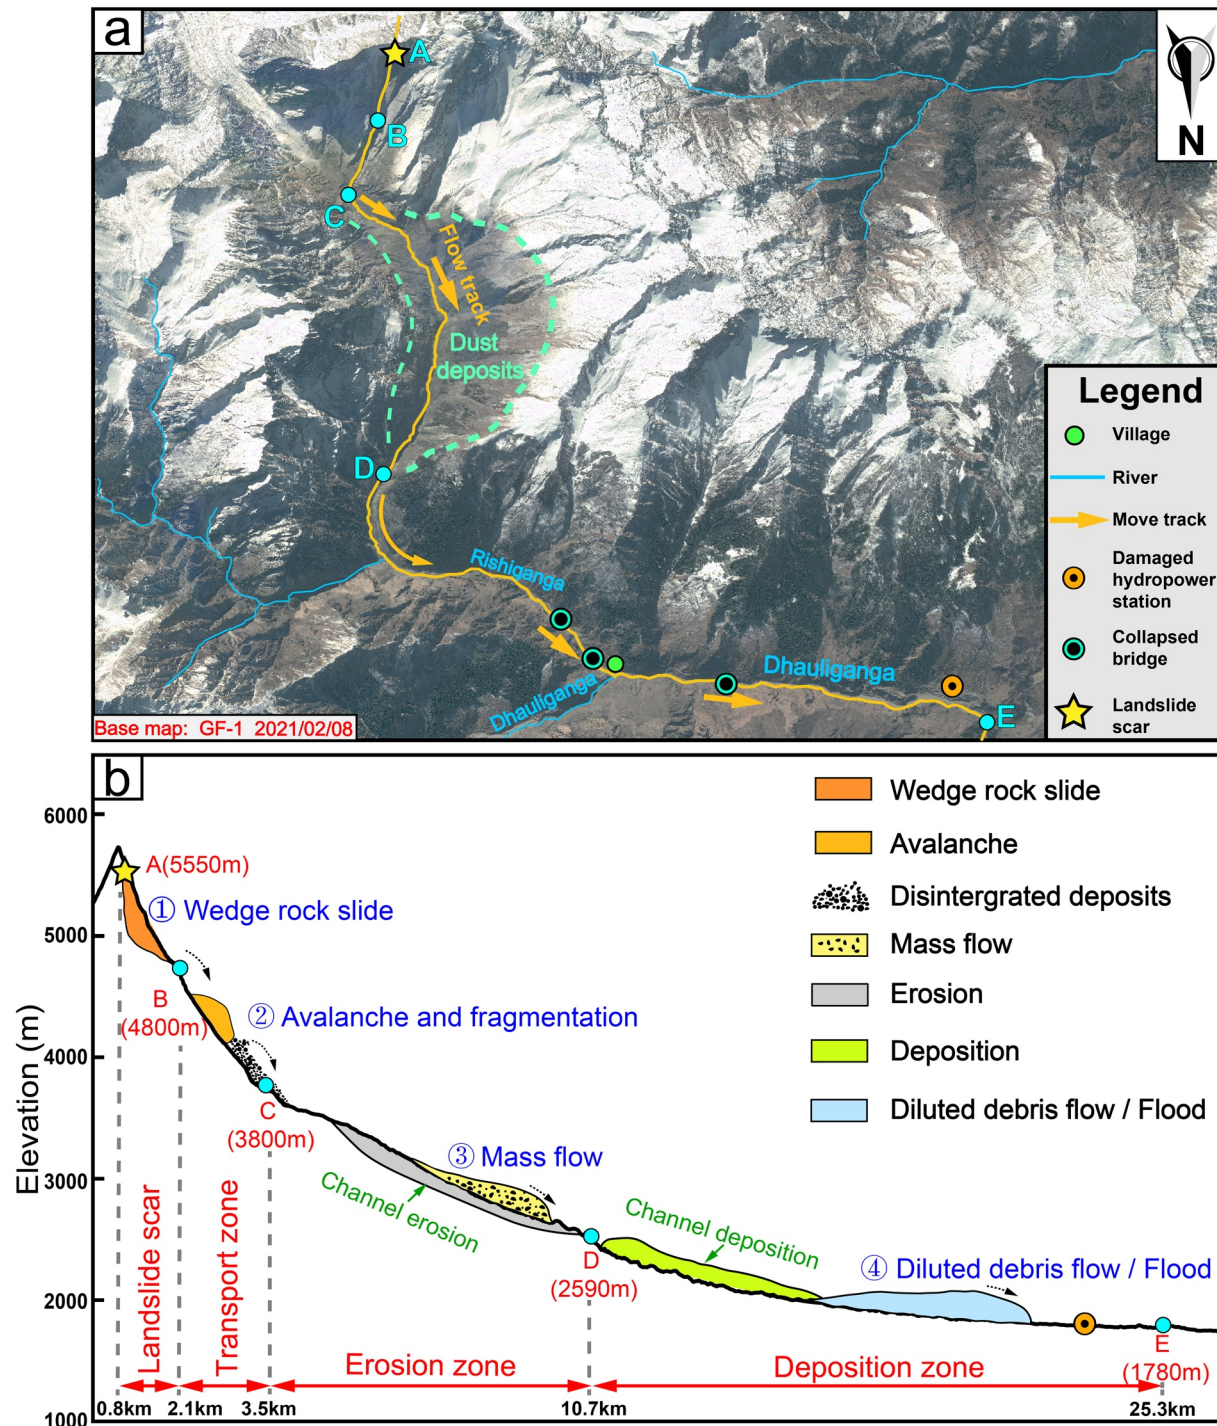 a
A
N
B
C
Flow track
Dust
deposits
D
Rishiganga
Dhauliganga
Dhauliganga
E
Base map: GF-1 2021/02/08
Legend
Village
River
Move track
Damaged
hydropower
station
Collapsed
bridge
Landslide
scar
b
Elevation (m)
6000
5000
4000
3000
2000
1000
A(5550m)
① Wedge rock slide
B
(4800m)
② Avalanche and fragmentation
C
(3800m)
③ Mass flow
Channel erosion
D
(2590m)
Channel deposition
④ Diluted debris flow / Flood
E
(1780m)
Wedge rock slide
Avalanche
Disintergrated deposits
Mass flow
Erosion
Deposition
Diluted debris flow / Flood
Landslide scar
Transport zone
Erosion zone
Deposition zone
0.8km
2.1km
3.5km
10.7km
25.3km